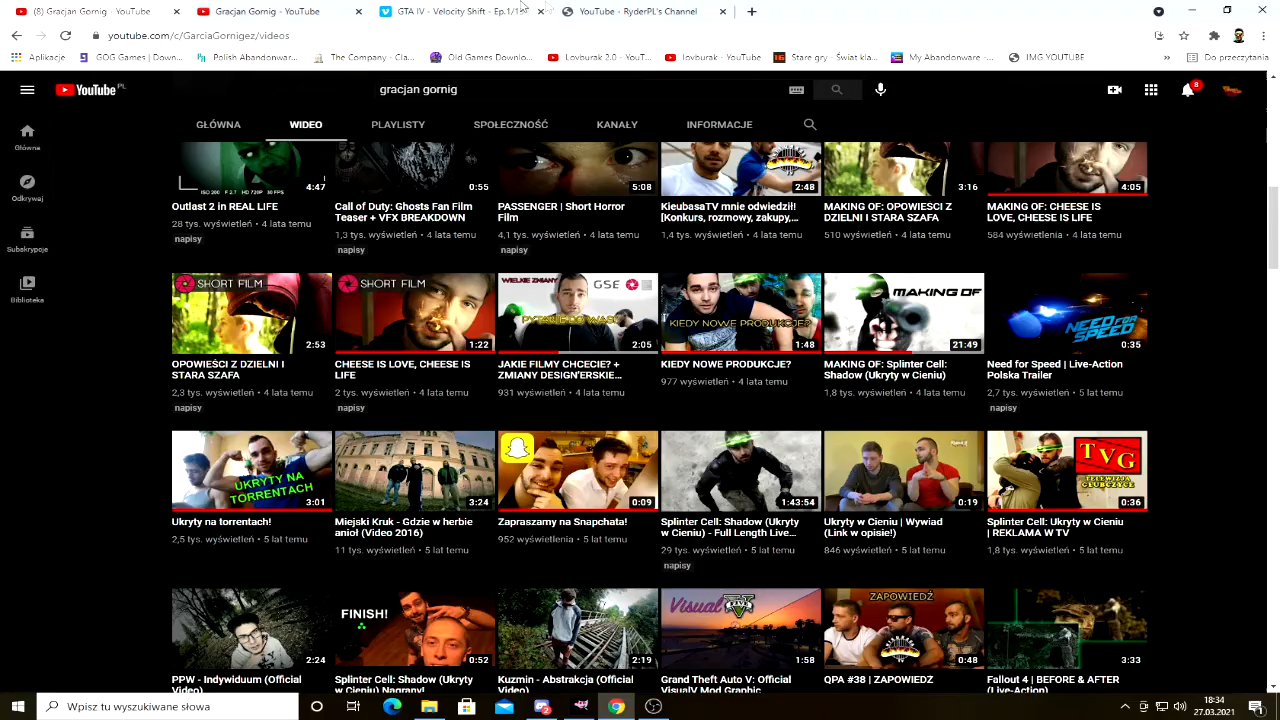 (8) Gracjan Gornig - YouTube
(8) Gracjan Gornig - YouTube
GTA IV - Velocity Shift - Ep.1/15
YouTube - RyderPL's Channel
youtube.com/c/GarciaGornigez/videos
Aplikacje
GOG Games | Down...
Polish Abandonwar...
The Company - Cla...
Old Games Downlo...
Lovburak 2.0 - YouT...
Lovburak - YouTube
Stare gry - Świat kla...
My Abandonware -...
IMG YOUTUBE
»
Do przeczytania
YouTube PL
gracjan gornig
8
GŁÓWNA
WIDEO
PLAYLISTY
SPOŁECZNOŚĆ
KANAŁY
INFORMACJE
Główna
Odkrywaj
Subskrypcje
Biblioteka
ISO 200 F 2.7 HD 720P 30 FPS
4:47
0:55
5:08
2:48
3:16
4:05
Outlast 2 in REAL LIFE
28 tys. wyświetleń • 4 lata temu
napisy
Call of Duty: Ghosts Fan Film
Teaser + VFX BREAKDOWN
1,3 tys. wyświetleń • 4 lata temu
napisy
PASSENGER | Short Horror
Film
4,1 tys. wyświetleń • 4 lata temu
napisy
KieubasaTV mnie odwiedził!
[Konkurs, rozmowy, zakupy,...
1,4 tys. wyświetleń • 4 lata temu
MAKING OF: OPOWIEŚCI Z
DZIELNI I STARA SZAFA
510 wyświetleń • 4 lata temu
MAKING OF: CHEESE IS
LOVE, CHEESE IS LIFE
584 wyświetlenia • 4 lata temu
SHORT FILM
2:53
SHORT FILM
1:22
WIELKIE ZMIANY
GSE
PYTANIE DO WAS!
2:05
KIEDY NOWE PRODUKCJE?
1:48
MAKING OF
21:49
NEED FOR SPEED
0:35
OPOWIEŚCI Z DZIELNI I
STARA SZAFA
2,3 tys. wyświetleń • 4 lata temu
napisy
CHEESE IS LOVE, CHEESE IS
LIFE
2 tys. wyświetleń • 4 lata temu
napisy
JAKIE FILMY CHCECIE? +
ZMIANY DESIGN'ERSKIE...
931 wyświetleń • 4 lata temu
KIEDY NOWE PRODUKCJE?
977 wyświetleń • 4 lata temu
MAKING OF: Splinter Cell:
Shadow (Ukryty w Cieniu)
1,8 tys. wyświetleń • 4 lata temu
Need for Speed | Live-Action
Polska Trailer
2,7 tys. wyświetleń • 5 lat temu
napisy
UKRYTY NA
TORRENTACH
3:01
3:24
0:09
1:43:54
0:19
TVG
TELEWIZJA
GŁUBCZYCE
0:36
Ukryty na torrentach!
2,5 tys. wyświetleń • 5 lat temu
Miejski Kruk - Gdzie w herbie
anioł (Video 2016)
11 tys. wyświetleń • 5 lat temu
Zapraszamy na Snapchata!
952 wyświetlenia • 5 lat temu
Splinter Cell: Shadow (Ukryty
w Cieniu) - Full Length Live...
29 tys. wyświetleń • 5 lat temu
napisy
Ukryty w Cieniu | Wywiad
(Link w opisie!)
846 wyświetleń • 5 lat temu
Splinter Cell: Ukryty w Cieniu
| REKLAMA W TV
1,8 tys. wyświetleń • 5 lat temu
2:24
FINISH!
0:52
2:19
Visual V
1:58
ZAPOWIEDŹ
0:48
3:33
PPW - Indywiduum (Official
Video)
Splinter Cell: Shadow (Ukryty
w Cieniu) Nagrany!
Kuzmin - Abstrakcja (Official
Video)
Grand Theft Auto V: Official
VisualV Mod Graphic
QPA #38 | ZAPOWIEDŹ
Fallout 4 | BEFORE & AFTER
(Live-Action)
Wpisz tu wyszukiwane słowa
18:34
27.03.2021